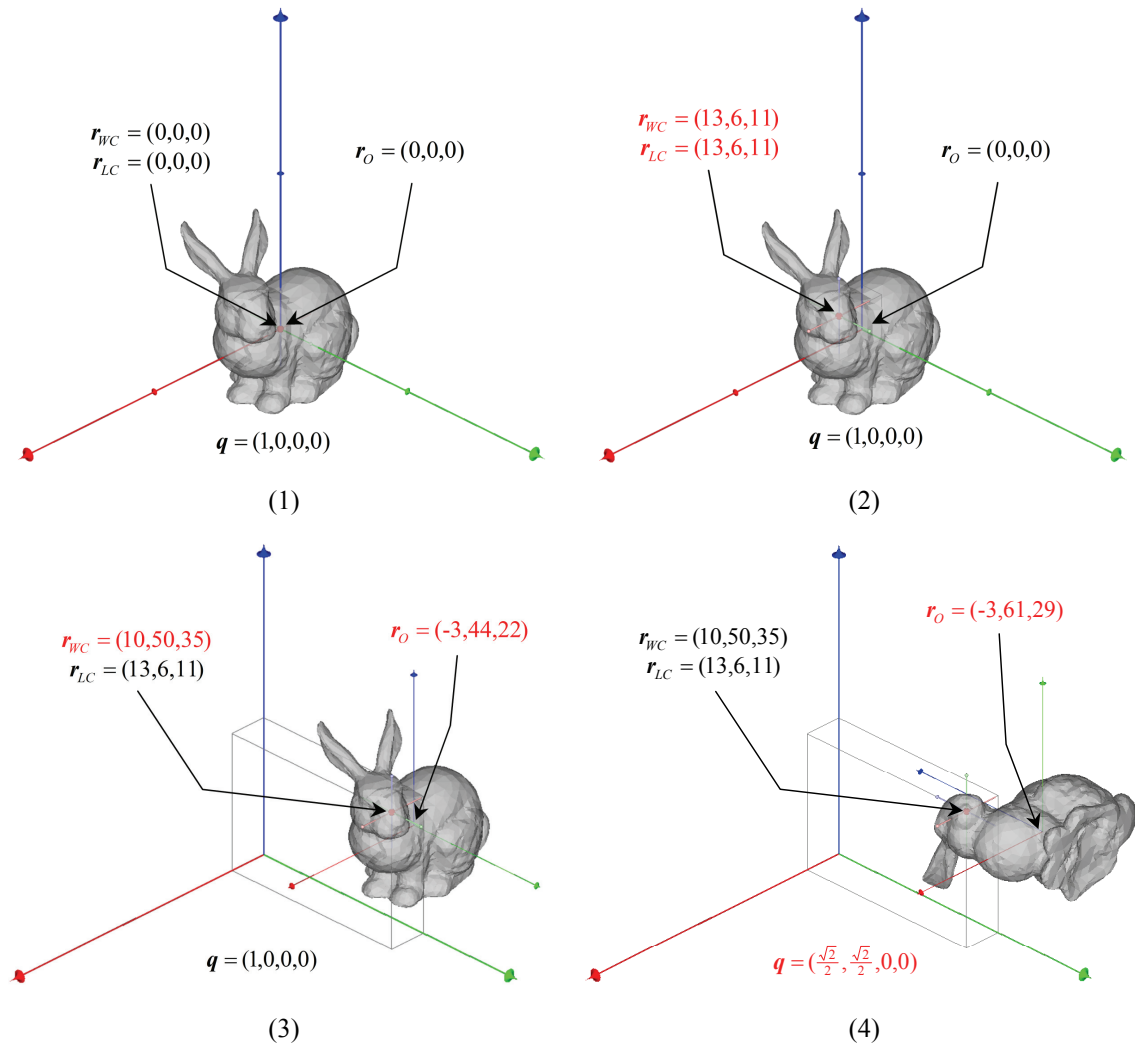 r_WC = (0,0,0)
r_LC = (0,0,0)
r_O = (0,0,0)
q = (1,0,0,0)
(1)
r_WC = (13,6,11)
r_LC = (13,6,11)
r_O = (0,0,0)
q = (1,0,0,0)
(2)
r_WC = (10,50,35)
r_LC = (13,6,11)
r_O = (-3,44,22)
q = (1,0,0,0)
(3)
r_WC = (10,50,35)
r_LC = (13,6,11)
r_O = (-3,61,29)
q = (√2/2, √2/2, 0,0)
(4)